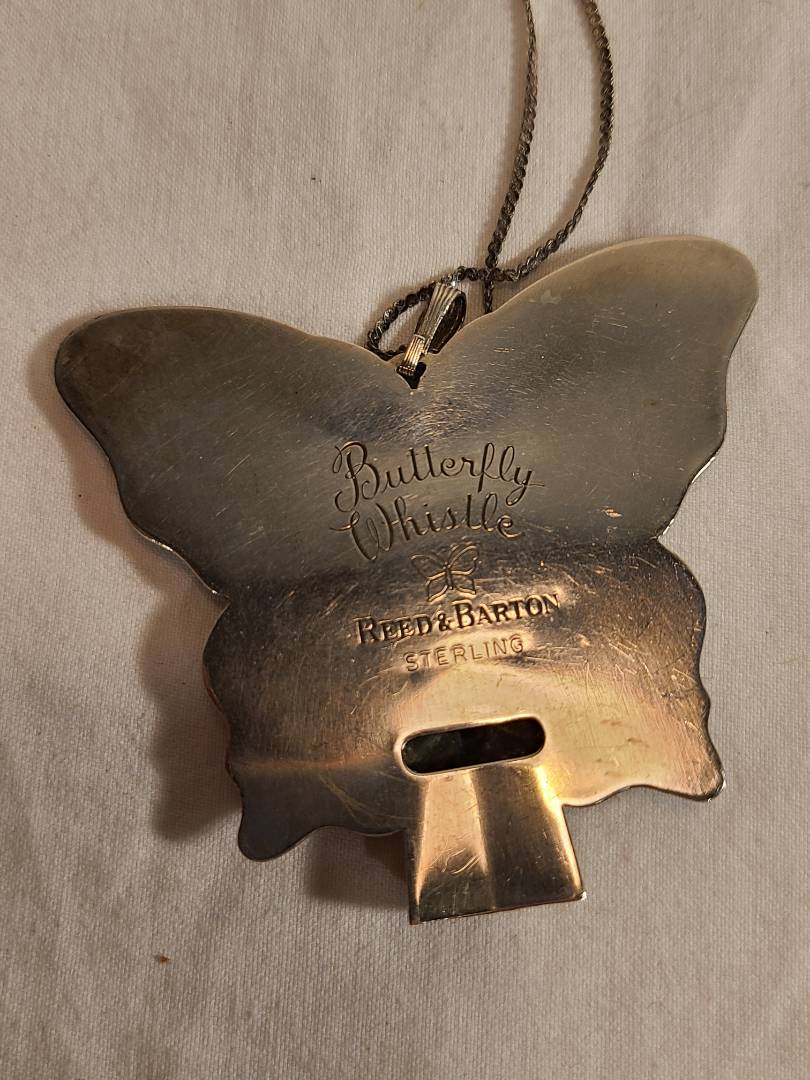 Butterfly
Whistle
REED & BARTON
STERLING